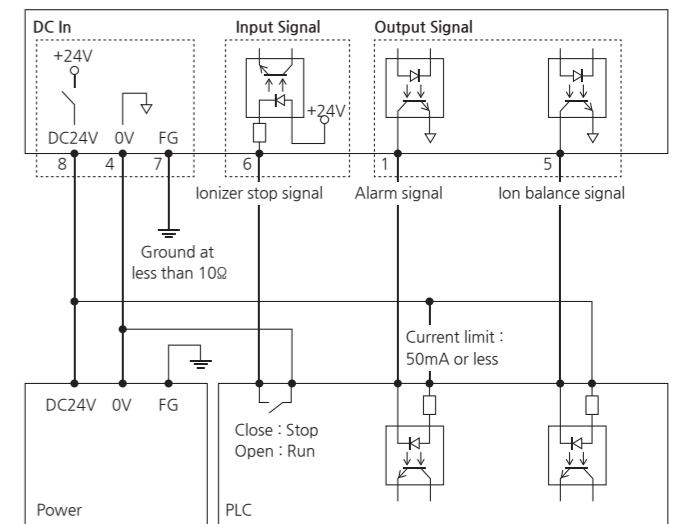 DC In
Input Signal
Output Signal
+24V
+24V
DC24V 0V FG
8 4 7 6 1 5
Ionizer stop signal
Alarm signal
Ion balance signal
Ground at
less than 10Ω
Current limit :
50mA or less
DC24V 0V FG
Close : Stop
Open : Run
Power
PLC